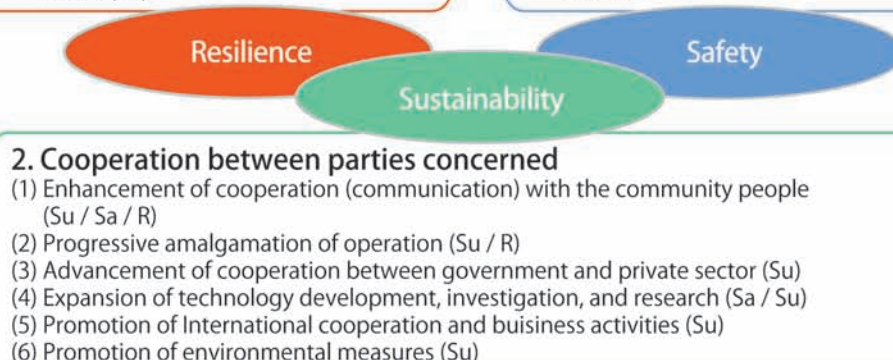 Resilience
Safety
Sustainability
2. Cooperation between parties concerned
(1) Enhancement of cooperation (communication) with the community people
(Su / Sa / R)
(2) Progressive amalgamation of operation (Su / R)
(3) Advancement of cooperation between government and private sector (Su)
(4) Expansion of technology development, investigation, and research (Sa / Su)
(5) Promotion of International cooperation and buisiness activities (Su)
(6) Promotion of environmental measures (Su)